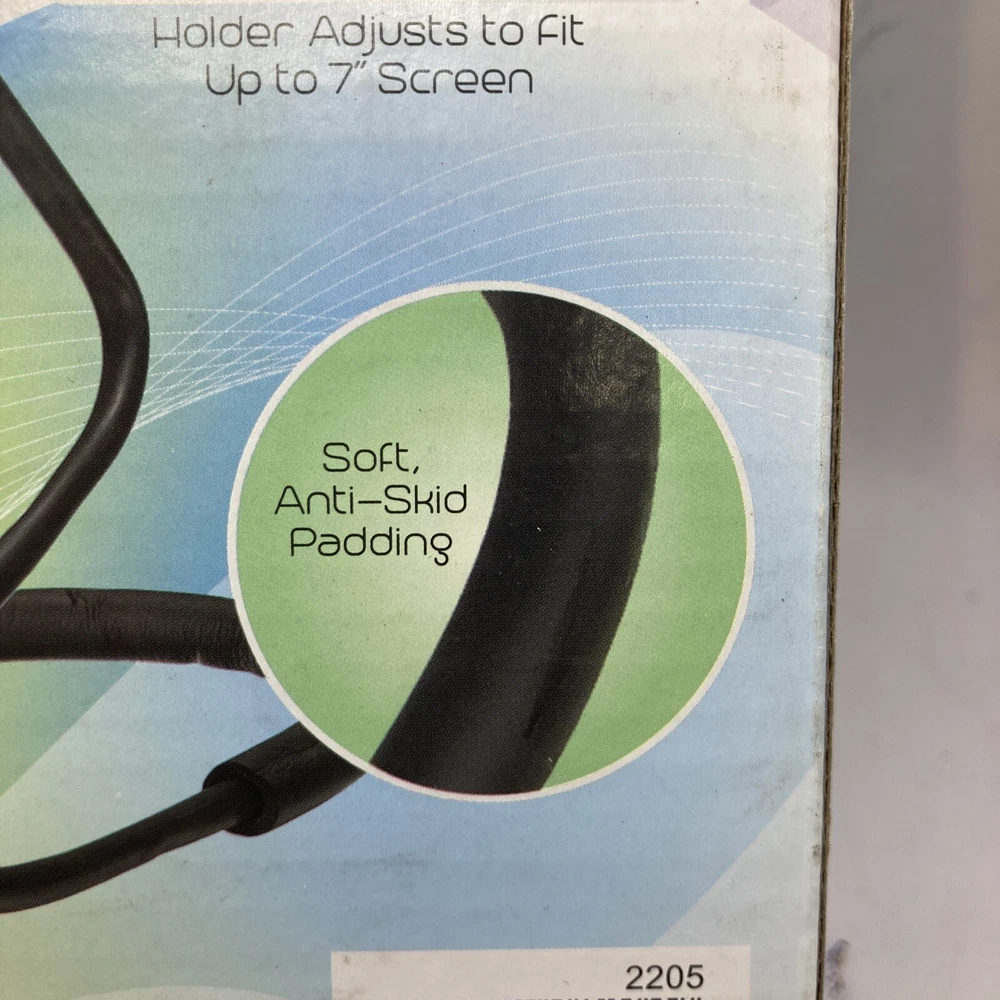 Holder Adjusts to Fit
Up to 7" Screen
Soft,
Anti-Skid
Padding
2205